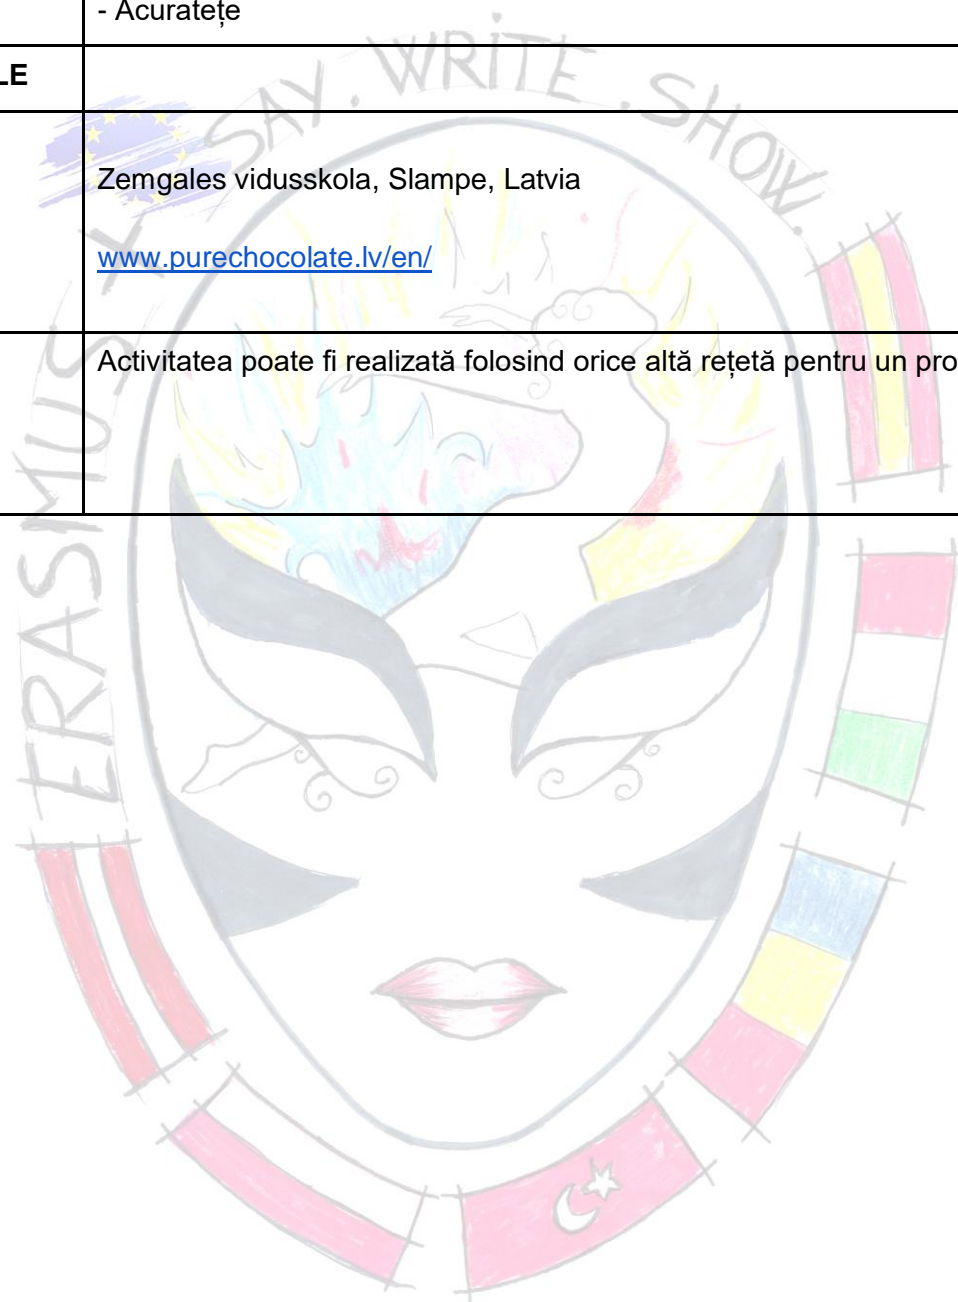 - Acuratețe
LE
Zemgales vidusskola, Slampe, Latvia
www.purechocolate.lv/en/
Activitatea poate fi realizată folosind orice altă rețetă pentru un pro
ERASMUS + SAY. WRITE. SHOW.